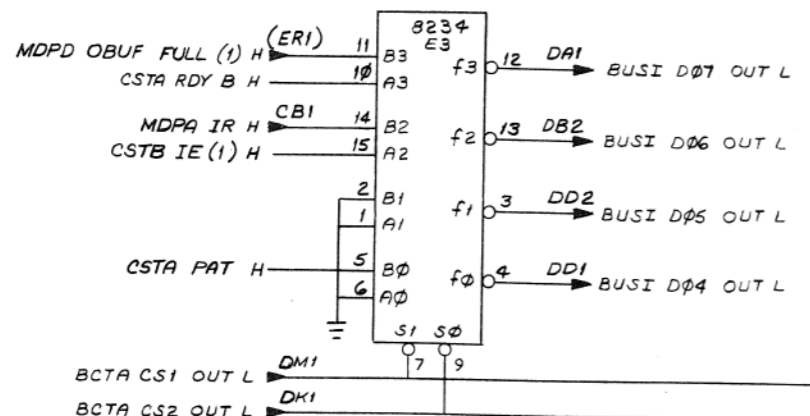 8234
E3
(ER1)
MDPD OBUF FULL (1) H 11 B3 f3 12 DA1 BUSI DØ7 OUT L
CSTA RDY B H 1Ø A3
CB1
MDPA IR H 14 B2 f2 13 DB2 BUSI DØ6 OUT L
CSTB IE (1) H 15 A2
2 B1 f1 3 DD2 BUSI DØ5 OUT L
1 A1
CSTA PAT H 5 BØ fØ 4 DD1 BUSI DØ4 OUT L
6 AØ
S1 SØ
7 9
BCTA CS1 OUT L DM1
BCTA CS2 OUT L DK1